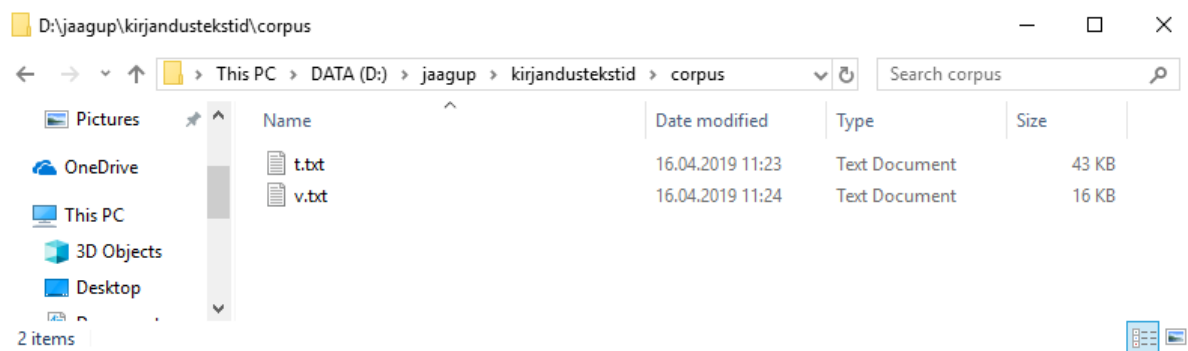 D:\jaagup\kirjandustekstid\corpus
This PC > DATA (D:) > jaagup > kirjandustekstid > corpus Search corpus
Pictures Name Date modified Type Size
OneDrive t.txt 16.04.2019 11:23 Text Document 43 KB
v.txt 16.04.2019 11:24 Text Document 16 KB
This PC
3D Objects
Desktop
2 items